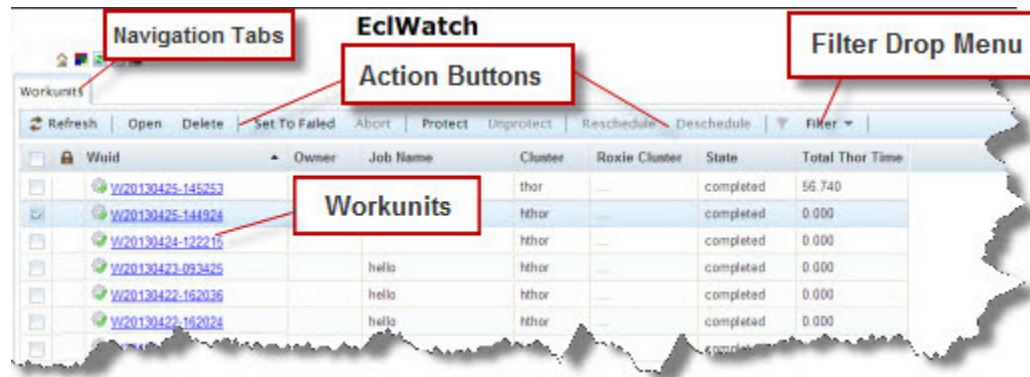 EclWatch
Navigation Tabs
Action Buttons
Filter Drop Menu
Workunits
Refresh Open Delete Set To Failed Abort Protect Unprotect Reschedule Deschedule Filter
Wuid Owner Job Name Cluster Roxie Cluster State Total Thor Time
W20130425-145253 thor completed 56.740
W20130425-144924 hthor completed 0.000
Workunits
W20130424-122215 hthor completed 0.000
W20130423-093425 hello hthor completed 0.000
W20130422-162036 hello hthor completed 0.000
W20130422-162024 hello hthor completed 0.000